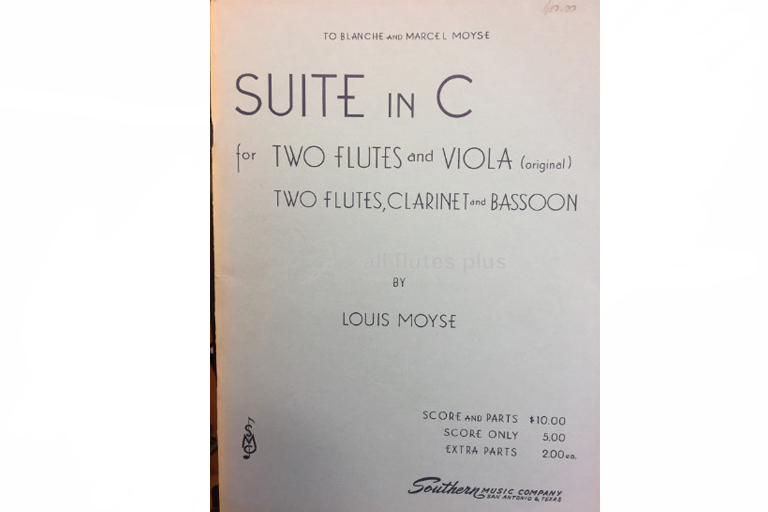 TO BLANCHE AND MARCEL MOYSE
SUITE IN C
for TWO FLUTES and VIOLA (original)
TWO FLUTES, CLARINET and BASSOON
all flutes plus
BY
LOUIS MOYSE
SCORE AND PARTS $10.00
SCORE ONLY 5.00
EXTRA PARTS 2.00 ea.
Southern MUSIC COMPANY
SAN ANTONIO 6, TEXAS